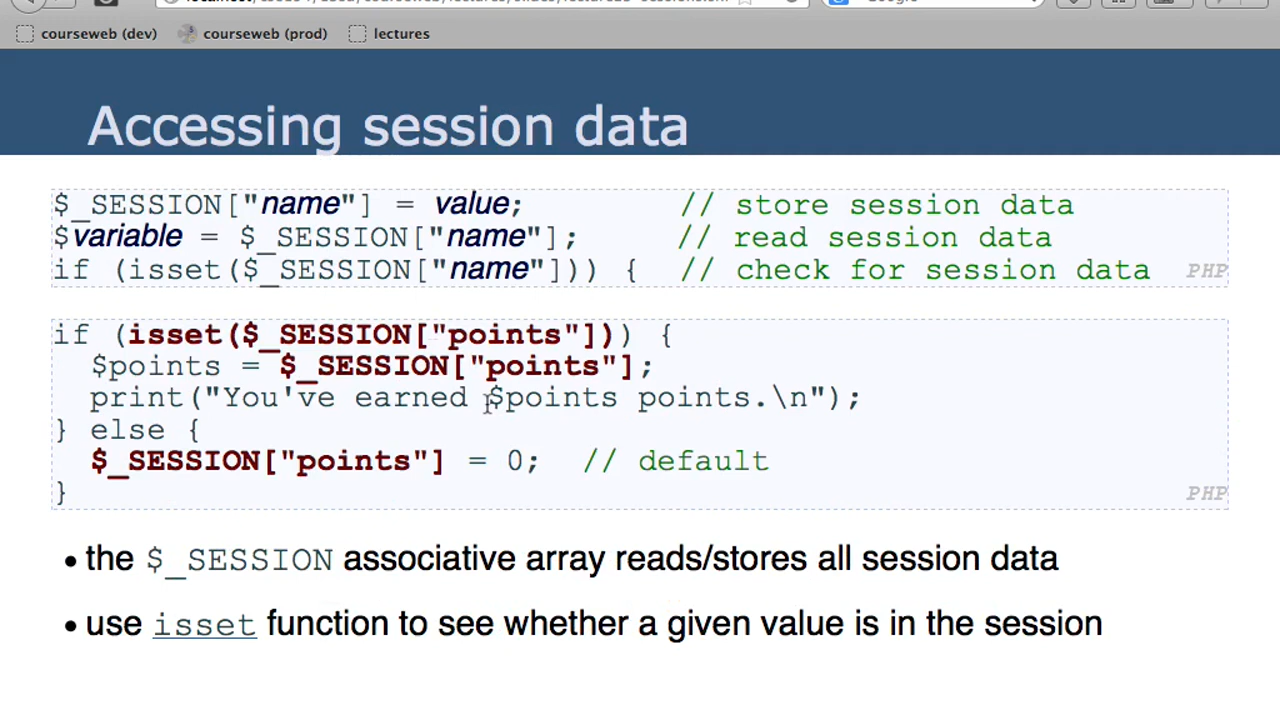 courseweb (dev) courseweb (prod) lectures
Accessing session data
$_SESSION["name"] = value; // store session data
$variable = $_SESSION["name"]; // read session data
if (isset($_SESSION["name"])) { // check for session data PHP
if (isset($_SESSION["points"])) {
$points = $_SESSION["points"];
print("You've earned $points points.\n");
} else {
$_SESSION["points"] = 0; // default
} PHP
• the $_SESSION associative array reads/stores all session data
• use isset function to see whether a given value is in the session